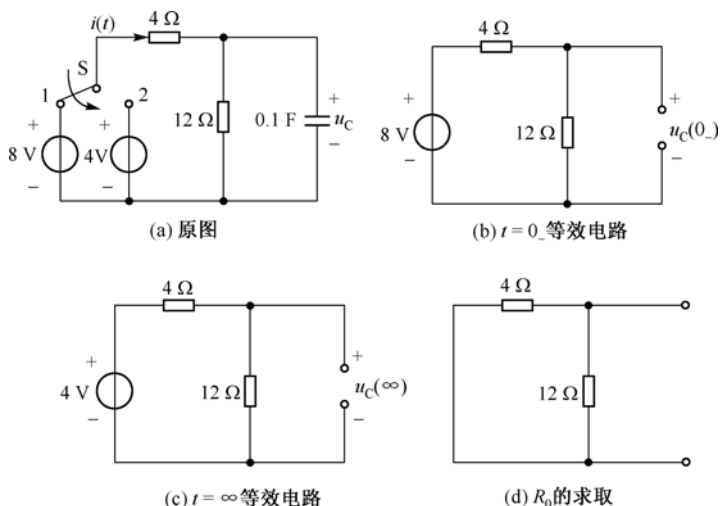 i(t)
4 Ω
S
1
2
+
8 V
−
+
4V
−
12 Ω
0.1 F
+
u_C
−
(a) 原图
4 Ω
+
8 V
−
12 Ω
+
u_C(0_−)
−
(b) t = 0_−等效电路
4 Ω
+
4 V
−
12 Ω
+
u_C(∞)
−
(c) t = ∞等效电路
4 Ω
12 Ω
(d) R_0的求取